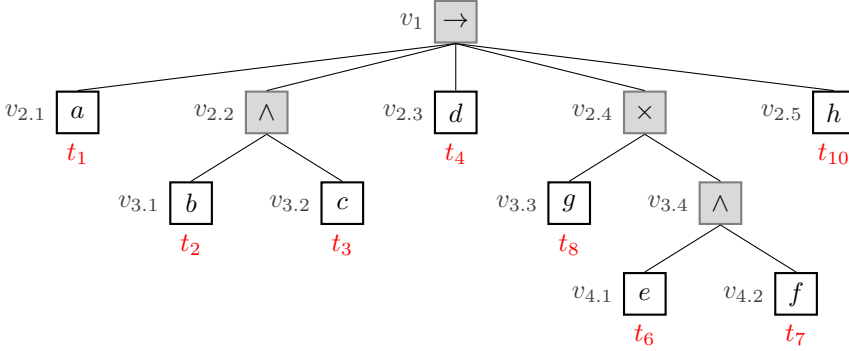 v₁ →
v₂.₁ a v₂.₂ ∧ v₂.₃ d v₂.₄ × v₂.₅ h
t₁ t₄ t₁₀
v₃.₁ b v₃.₂ c v₃.₃ g v₃.₄ ∧
t₂ t₃ t₈
v₄.₁ e v₄.₂ f
t₆ t₇